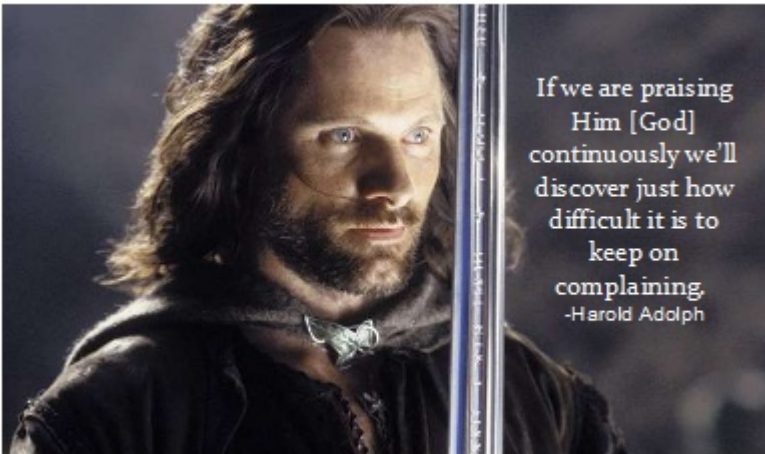 If we are praising
Him [God]
continuously we'll
discover just how
difficult it is to
keep on
complaining.
-Harold Adolph